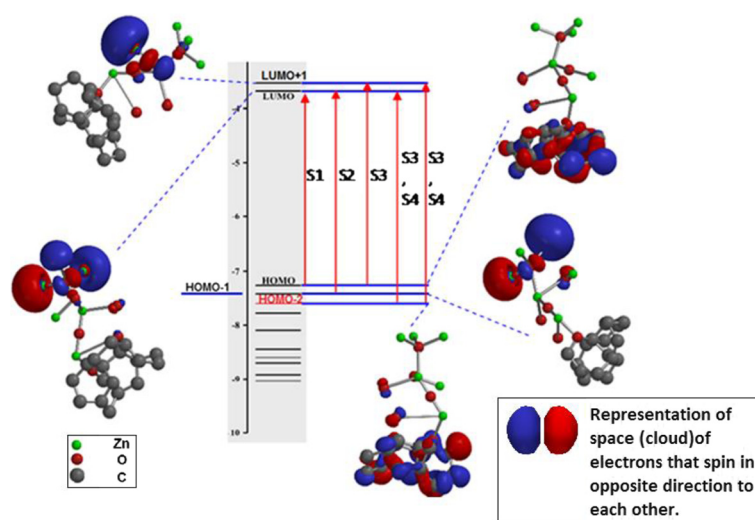 LUMO+1
LUMO
-4
-5
-6
-7
-8
-9
10
S1
S2
S3
S3
,
S4
S3
,
S4
HOMO
HOMO-1
HOMO-2
Zn
O
C
Representation of
space (cloud)of
electrons that spin in
opposite direction to
each other.